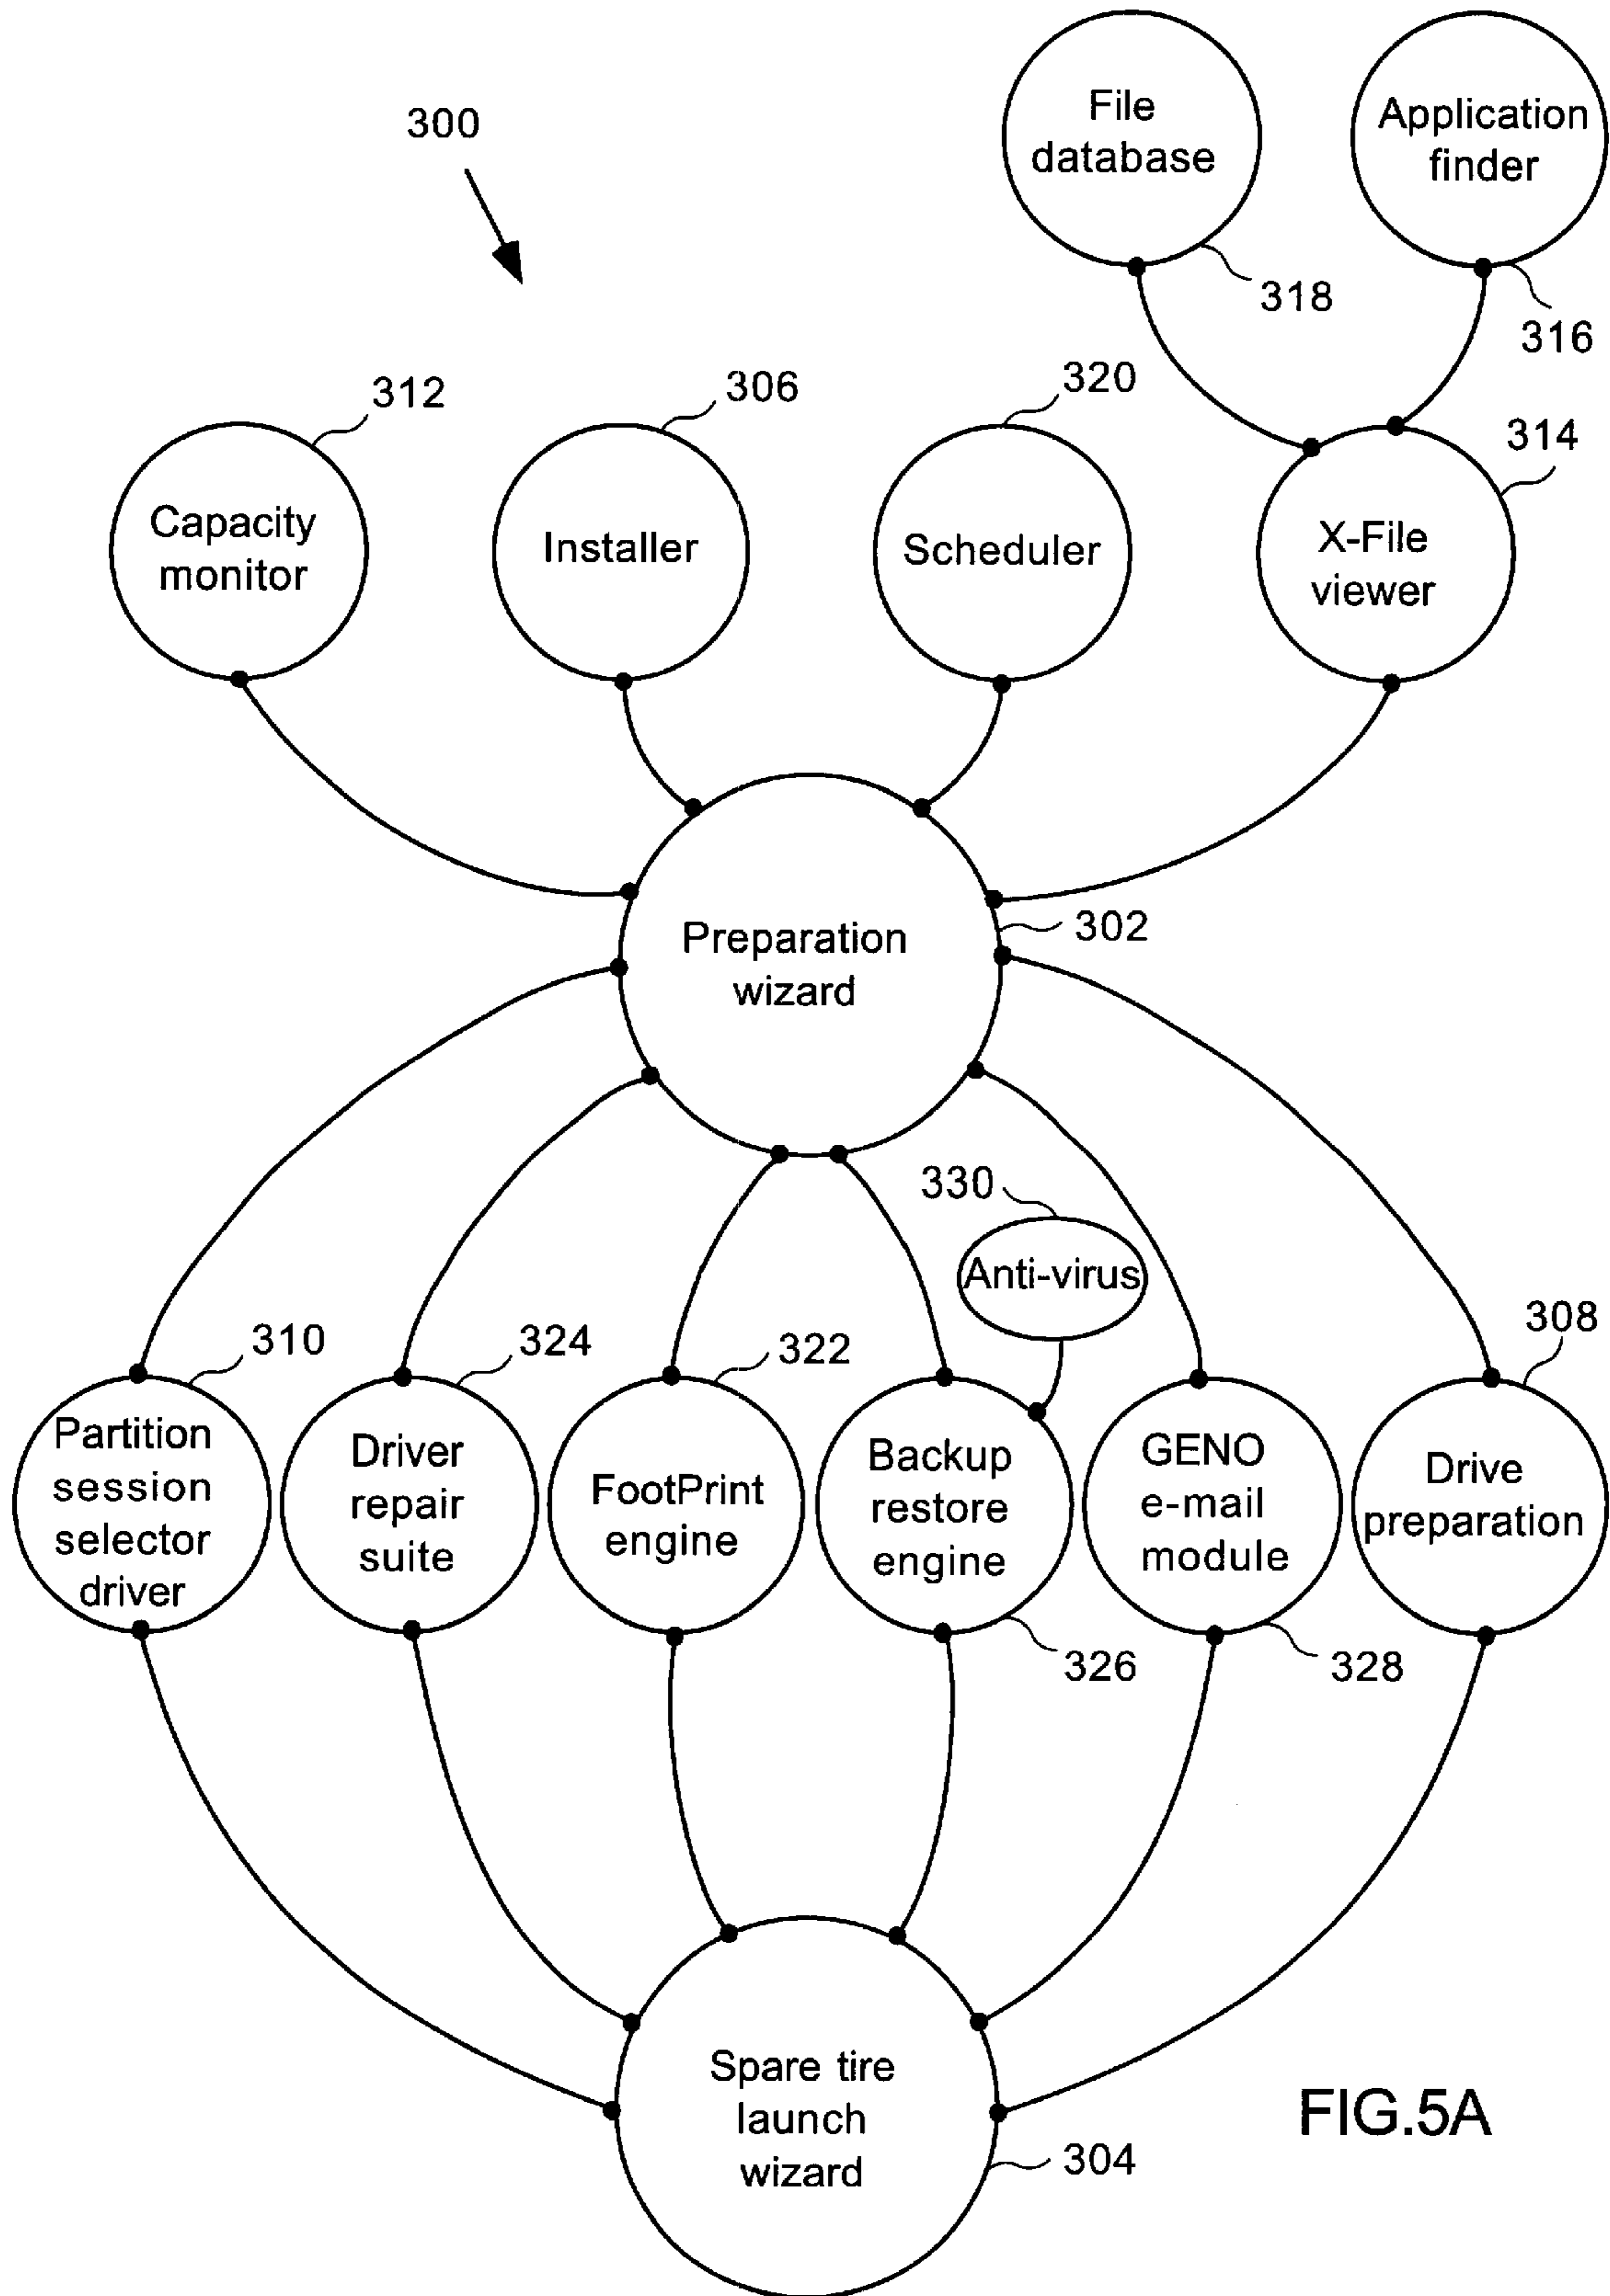 300
File
database
Application
finder
318
316
312
306
320
314
Capacity
monitor
Installer
Scheduler
X-File
viewer
302
Preparation
wizard
330
Anti-virus
310
324
322
308
Partition
session
selector
driver
Driver
repair
suite
FootPrint
engine
Backup
restore
engine
GENO
e-mail
module
Drive
preparation
326
328
Spare tire
launch
wizard
304
FIG.5A